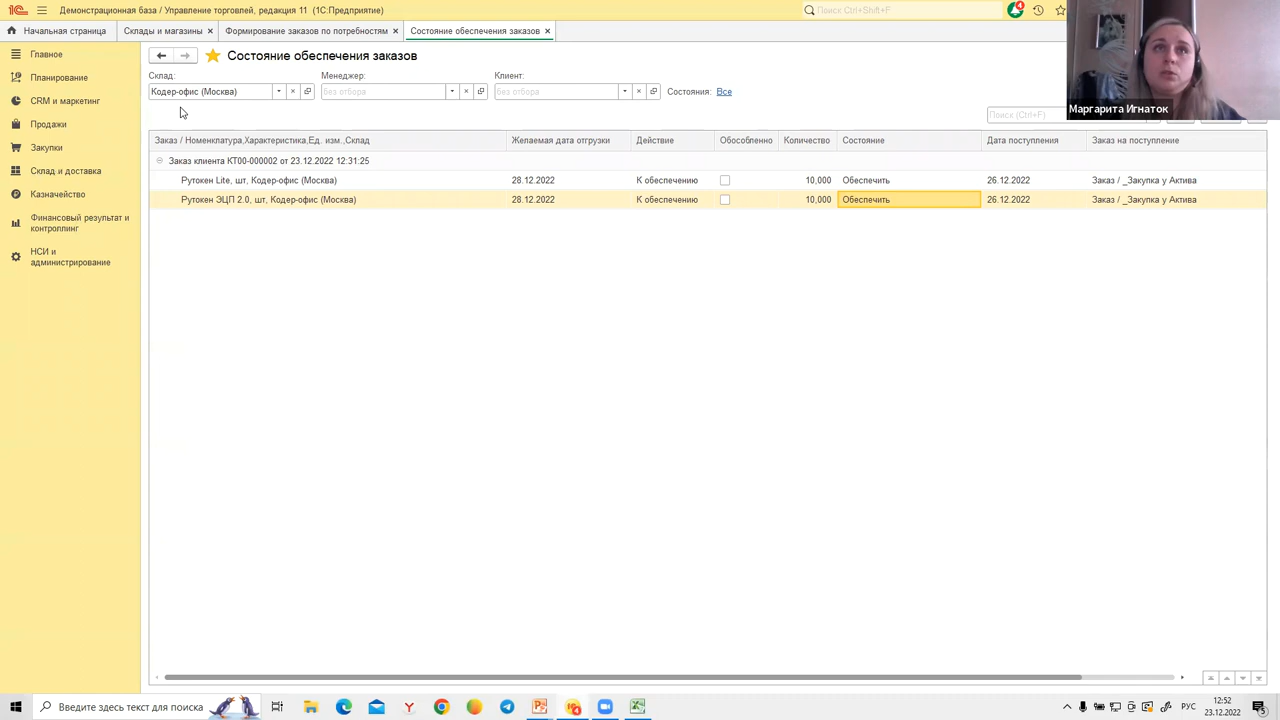 Демонстрационная база / Управление торговлей, редакция 11 (1С:Предприятие)
Поиск Ctrl+Shift+F
4
Начальная страница
Склады и магазины ×
Формирование заказов по потребностям ×
Состояние обеспечения заказов ×
Главное
Планирование
CRM и маркетинг
Продажи
Закупки
Склад и доставка
Казначейство
Финансовый результат и
контроллинг
НСИ и
администрирование
Состояние обеспечения заказов
Склад:
Менеджер:
Клиент:
Кодер-офис (Москва)
без отбора
без отбора
Состояния: Все
Маргарита Игнаток
Поиск (Ctrl+F)
Заказ / Номенклатура,Характеристика,Ед. изм.,Склад
Желаемая дата отгрузки
Действие
Обособленно
Количество
Состояние
Дата поступления
Заказ на поступление
Заказ клиента КТ00-000002 от 23.12.2022 12:31:25
Рутокен Lite, шт, Кодер-офис (Москва)
28.12.2022
К обеспечению
10,000
Обеспечить
26.12.2022
Заказ / _Закупка у Актива
Рутокен ЭЦП 2.0, шт, Кодер-офис (Москва)
28.12.2022
К обеспечению
10,000
Обеспечить
26.12.2022
Заказ / _Закупка у Актива
Введите здесь текст для поиска
РУС
12:52
23.12.2022